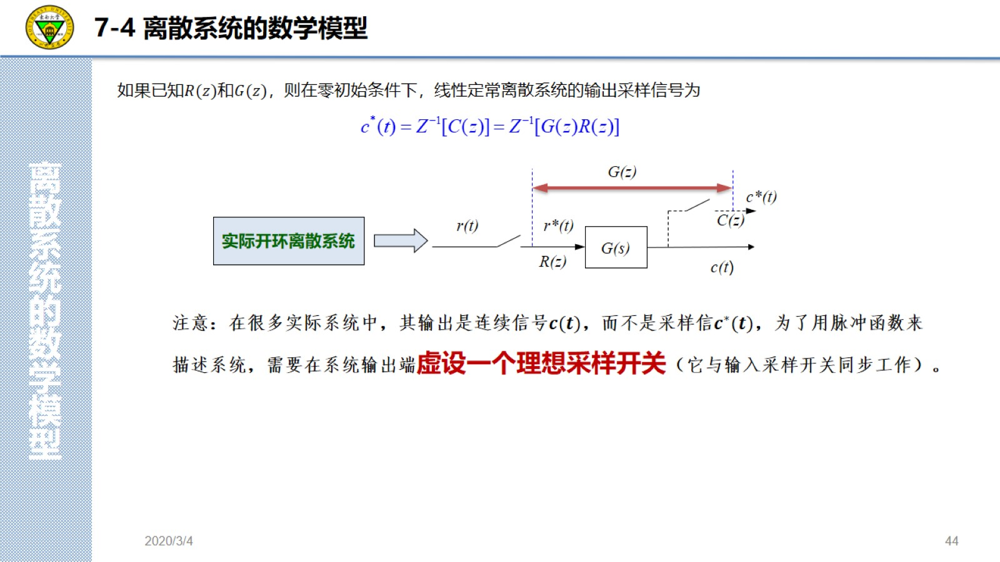 7-4 离散系统的数学模型
离散系统的数学模型
如果已知R(z)和G(z)，则在零初始条件下，线性定常离散系统的输出采样信号为
c*(t) = Z⁻¹[C(z)] = Z⁻¹[G(z)R(z)]
G(z)
c*(t)
C(z)
实际开环离散系统
r(t)
r*(t)
R(z)
G(s)
c(t)
注意：在很多实际系统中，其输出是连续信号c(t)，而不是采样信c*(t)，为了用脉冲函数来
描述系统，需要在系统输出端虚设一个理想采样开关（它与输入采样开关同步工作）。
2020/3/4
44